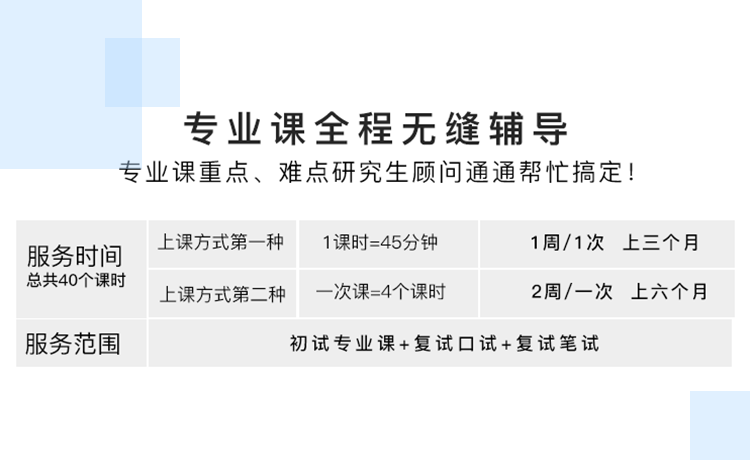 专业课全程无缝辅导
专业课重点、难点研究生顾问通通帮忙搞定!
服务时间
总共40个课时
上课方式第一种 1课时=45分钟 1周/1次 上三个月
上课方式第二种 一次课=4个课时 2周/一次 上六个月
服务范围 初试专业课+复试口试+复试笔试